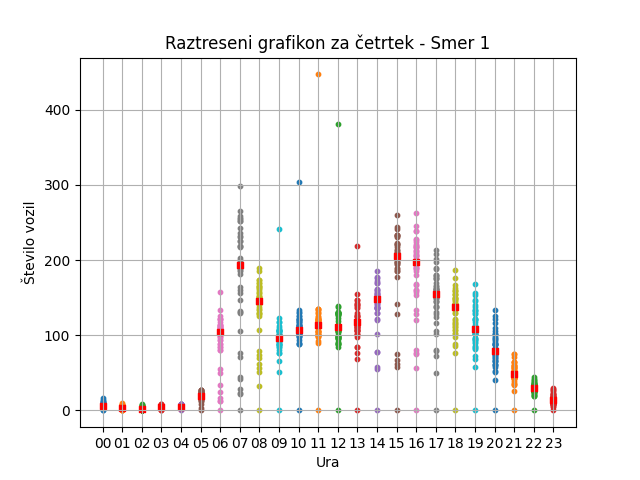 Raztreseni grafikon za četrtek - Smer 1
Število vozil
400
300
200
100
0
00 01 02 03 04 05 06 07 08 09 10 11 12 13 14 15 16 17 18 19 20 21 22 23
Ura